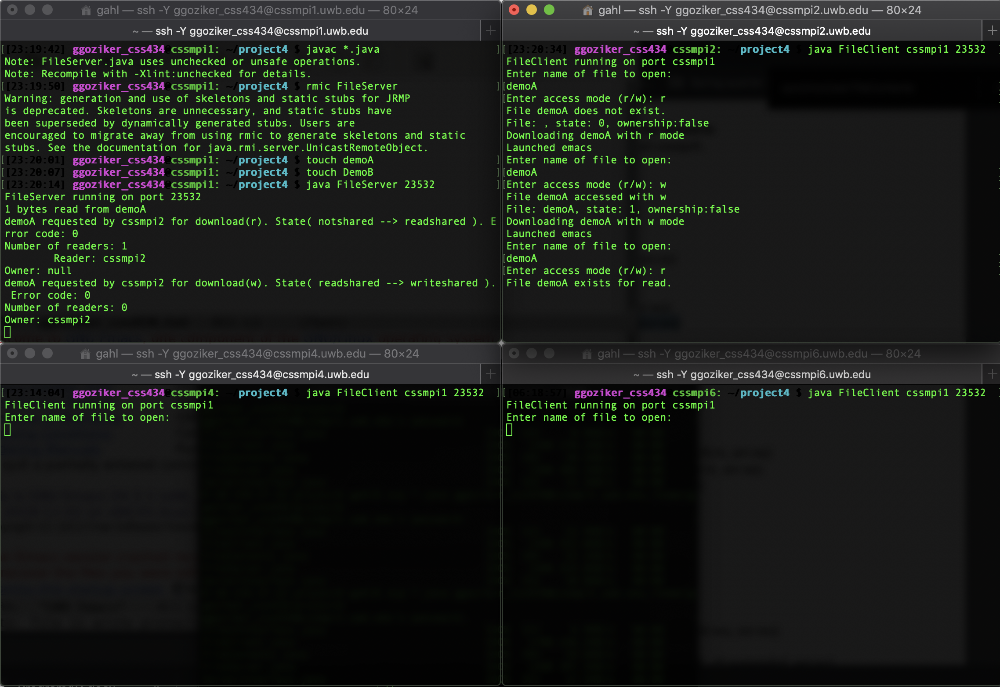 gahl — ssh -Y ggoziker_css434@cssmpi1.uwb.edu — 80×24
~ — ssh -Y ggoziker_css434@cssmpi1.uwb.edu
[[23:19:42] ggoziker_css434@cssmpi1: ~/project4 $ javac *.java ]
Note: FileServer.java uses unchecked or unsafe operations.
Note: Recompile with -Xlint:unchecked for details.
[[23:19:50] ggoziker_css434@cssmpi1: ~/project4 $ rmic FileServer ]
Warning: generation and use of skeletons and static stubs for JRMP
is deprecated. Skeletons are unnecessary, and static stubs have
been superseded by dynamically generated stubs. Users are
encouraged to migrate away from using rmic to generate skeletons and static
stubs. See the documentation for java.rmi.server.UnicastRemoteObject.
[[23:20:01] ggoziker_css434@cssmpi1: ~/project4 $ touch demoA ]
[[23:20:07] ggoziker_css434@cssmpi1: ~/project4 $ touch DemoB ]
[[23:20:14] ggoziker_css434@cssmpi1: ~/project4 $ java FileServer 23532 ]
FileServer running on port 23532
1 bytes read from demoA
demoA requested by cssmpi2 for download(r). State( notshared --> readshared ). E
rror code: 0
Number of readers: 1
Reader: cssmpi2
Owner: null
demoA requested by cssmpi2 for download(w). State( readshared --> writeshared ).
Error code: 0
Number of readers: 0
Owner: cssmpi2
gahl — ssh -Y ggoziker_css434@cssmpi2.uwb.edu — 80×24
~ — ssh -Y ggoziker_css434@cssmpi2.uwb.edu
[[23:20:34] ggoziker_css434 cssmpi2: ~/project4 $ java FileClient cssmpi1 23532
FileClient running on port cssmpi1
Enter name of file to open:
[demoA
[Enter access mode (r/w): r
File demoA does not exist.
File: , state: 0, ownership:false
Downloading demoA with r mode
Launched emacs
Enter name of file to open:
[demoA
[Enter access mode (r/w): w
File demoA accessed with w
File: demoA, state: 1, ownership:false
Downloading demoA with w mode
Launched emacs
Enter name of file to open:
[demoA
[Enter access mode (r/w): r
File demoA exists for read.
gahl — ssh -Y ggoziker_css434@cssmpi4.uwb.edu — 80×24
~ — ssh -Y ggoziker_css434@cssmpi4.uwb.edu
[[23:14:04] ggoziker_css434@cssmpi4: ~/project4 $ java FileClient cssmpi1 23532 ]
FileClient running on port cssmpi1
Enter name of file to open:
gahl — ssh -Y ggoziker_css434@cssmpi6.uwb.edu — 80×24
~ — ssh -Y ggoziker_css434@cssmpi6.uwb.edu
[[06:18:57] ggoziker_css434 cssmpi6: ~/project4 $ java FileClient cssmpi1 23532
FileClient running on port cssmpi1
Enter name of file to open: